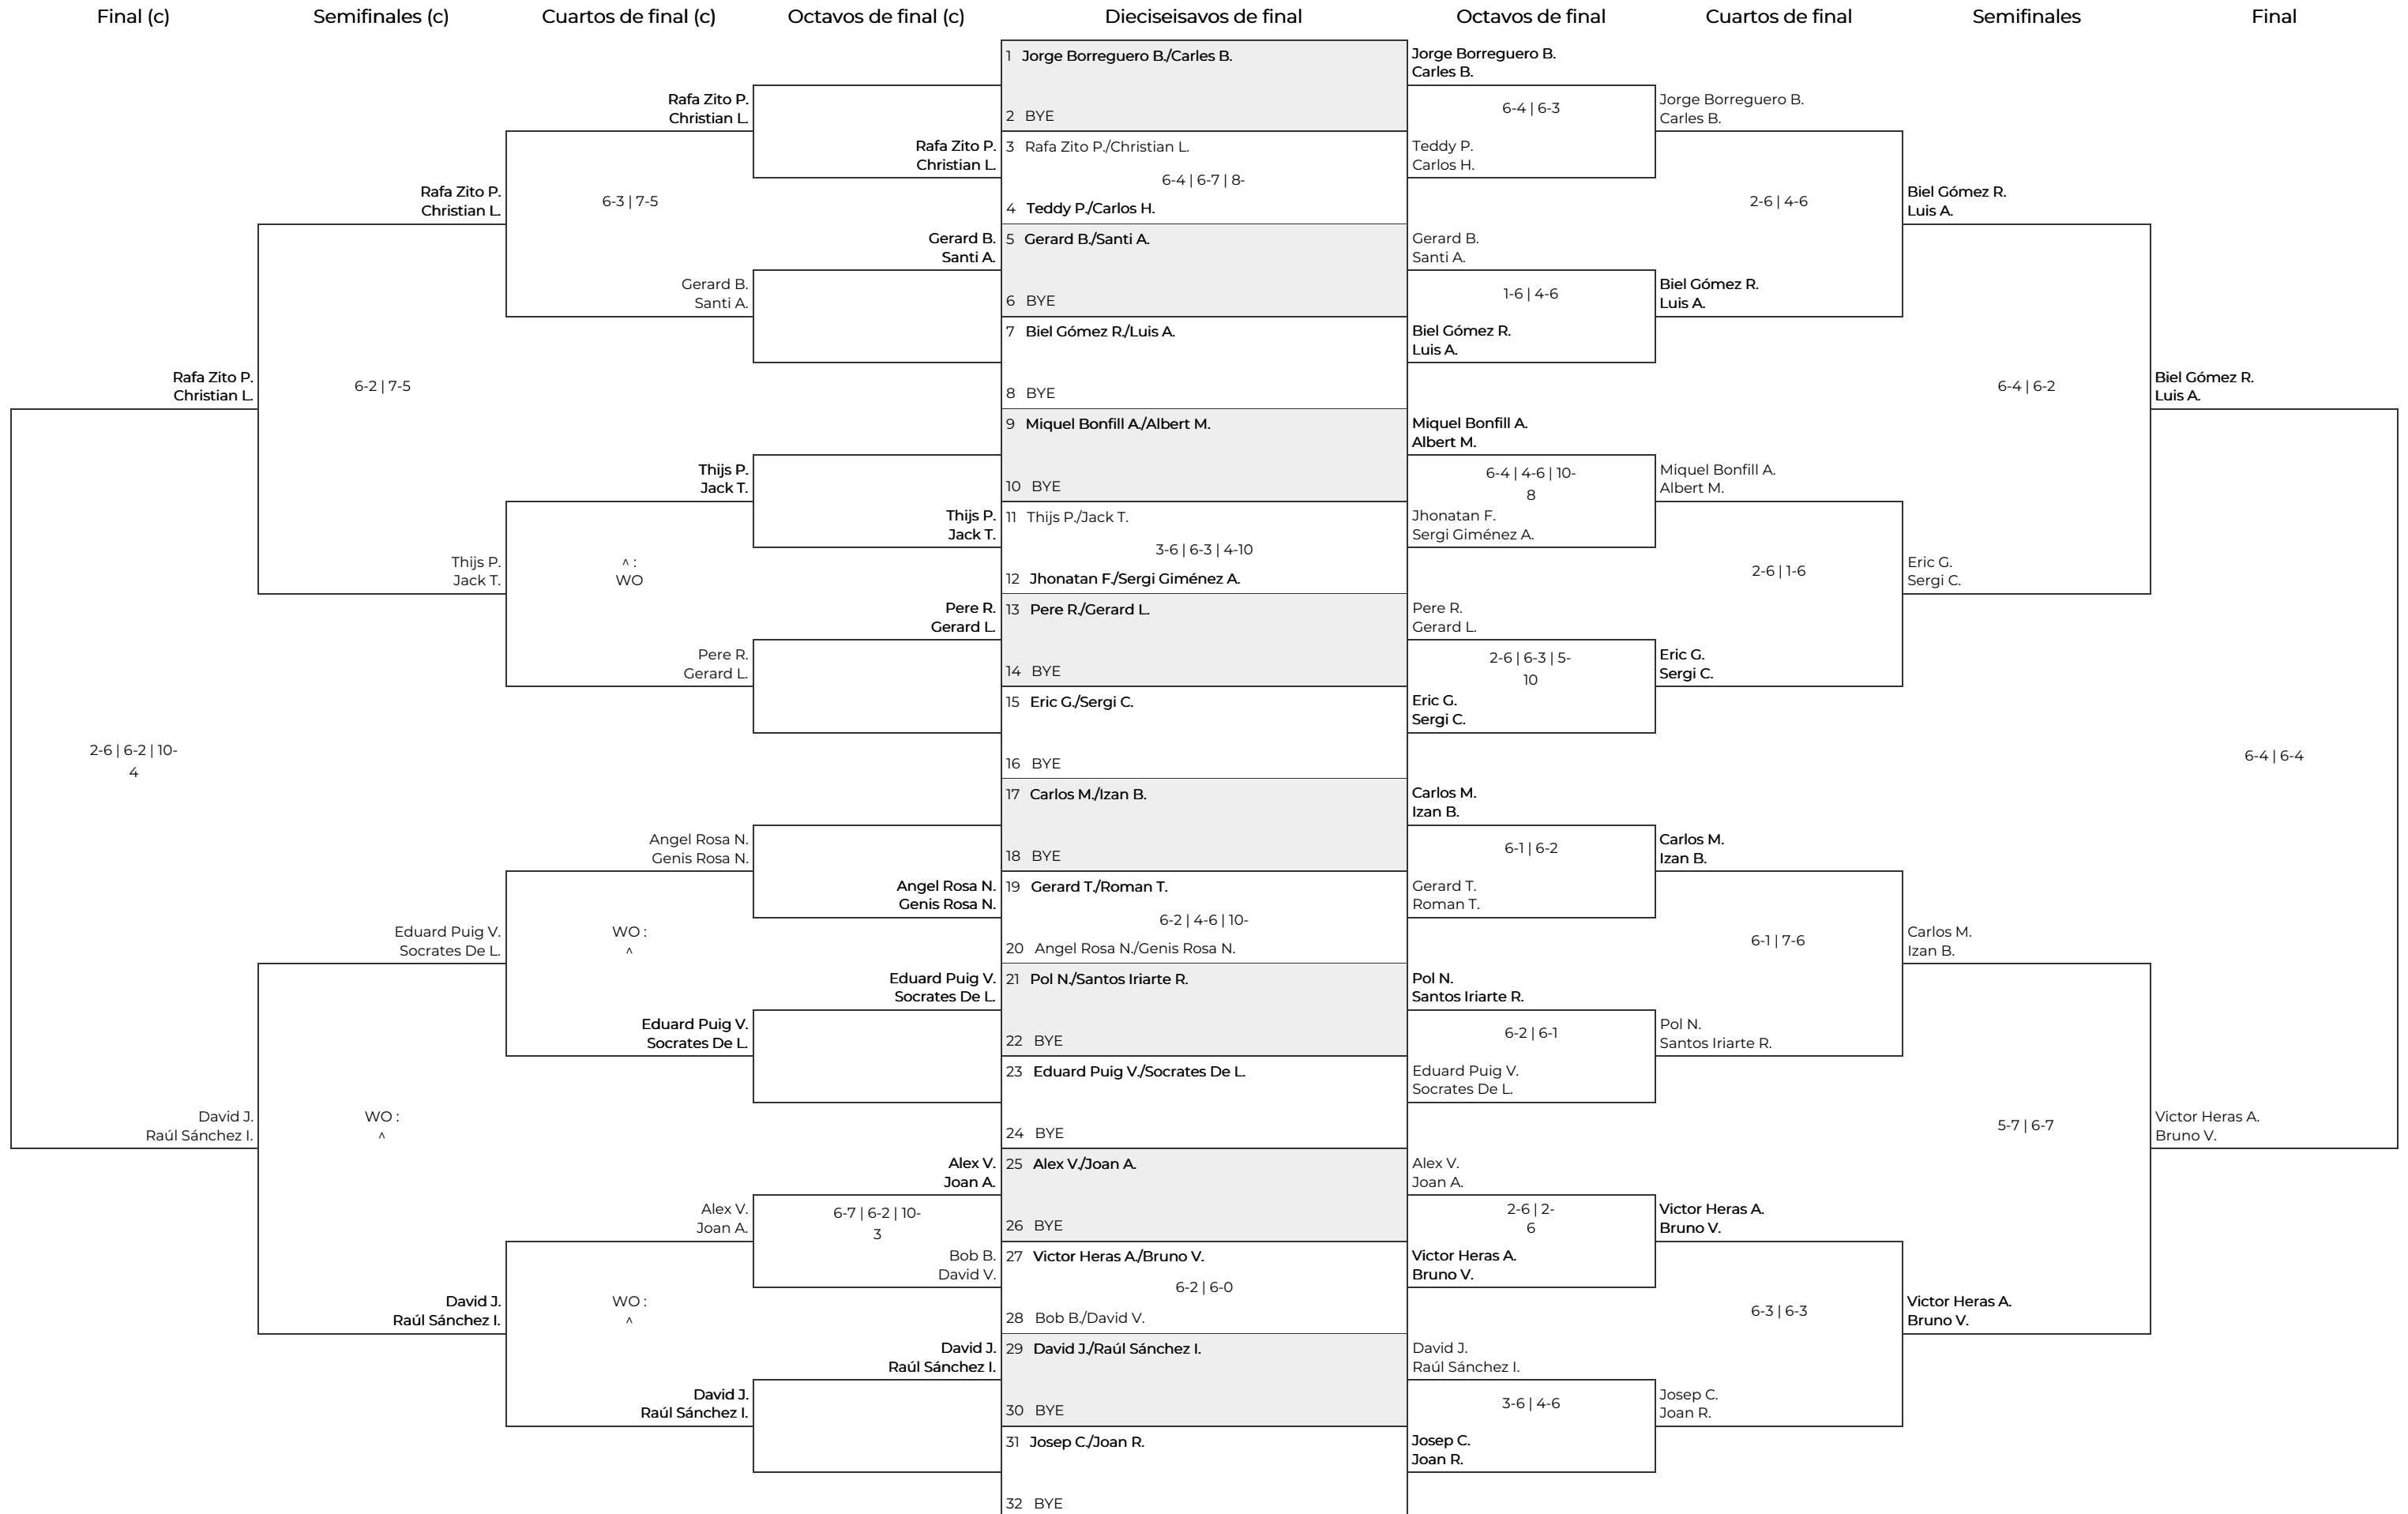 Final (c)
Semifinales (c)
Cuartos de final (c)
Octavos de final (c)
Dieciseisavos de final
Octavos de final
Cuartos de final
Semifinales
Final
Rafa Zito P.
Christian L.
2-6 | 6-2 | 10-
4
David J.
Raúl Sánchez I.
Rafa Zito P.
Christian L.
6-2 | 7-5
Thijs P.
Jack T.
Eduard Puig V.
Socrates De L.
WO :
^
David J.
Raúl Sánchez I.
Rafa Zito P.
Christian L.
6-3 | 7-5
Gerard B.
Santi A.
Thijs P.
Jack T.
^ :
WO
Pere R.
Gerard L.
Angel Rosa N.
Genis Rosa N.
WO :
^
Eduard Puig V.
Socrates De L.
Alex V.
Joan A.
WO :
^
David J.
Raúl Sánchez I.
Rafa Zito P.
Christian L.
Gerard B.
Santi A.
Thijs P.
Jack T.
Pere R.
Gerard L.
Angel Rosa N.
Genis Rosa N.
Eduard Puig V.
Socrates De L.
Alex V.
Joan A.
6-7 | 6-2 | 10-
3
Bob B.
David V.
David J.
Raúl Sánchez I.
1 Jorge Borreguero B./Carles B.
2 BYE
3 Rafa Zito P./Christian L.
6-4 | 6-7 | 8-
4 Teddy P./Carlos H.
5 Gerard B./Santi A.
6 BYE
7 Biel Gómez R./Luis A.
8 BYE
9 Miquel Bonfill A./Albert M.
10 BYE
11 Thijs P./Jack T.
3-6 | 6-3 | 4-10
12 Jhonatan F./Sergi Giménez A.
13 Pere R./Gerard L.
14 BYE
15 Eric G./Sergi C.
16 BYE
17 Carlos M./Izan B.
18 BYE
19 Gerard T./Roman T.
6-2 | 4-6 | 10-
20 Angel Rosa N./Genis Rosa N.
21 Pol N./Santos Iriarte R.
22 BYE
23 Eduard Puig V./Socrates De L.
24 BYE
25 Alex V./Joan A.
26 BYE
27 Victor Heras A./Bruno V.
6-2 | 6-0
28 Bob B./David V.
29 David J./Raúl Sánchez I.
30 BYE
31 Josep C./Joan R.
32 BYE
Jorge Borreguero B.
Carles B.
6-4 | 6-3
Teddy P.
Carlos H.
Gerard B.
Santi A.
1-6 | 4-6
Biel Gómez R.
Luis A.
Miquel Bonfill A.
Albert M.
6-4 | 4-6 | 10-
8
Jhonatan F.
Sergi Giménez A.
Pere R.
Gerard L.
2-6 | 6-3 | 5-
10
Eric G.
Sergi C.
Carlos M.
Izan B.
6-1 | 6-2
Gerard T.
Roman T.
Pol N.
Santos Iriarte R.
6-2 | 6-1
Eduard Puig V.
Socrates De L.
Alex V.
Joan A.
2-6 | 2-
6
Victor Heras A.
Bruno V.
David J.
Raúl Sánchez I.
3-6 | 4-6
Josep C.
Joan R.
Jorge Borreguero B.
Carles B.
2-6 | 4-6
Biel Gómez R.
Luis A.
Miquel Bonfill A.
Albert M.
2-6 | 1-6
Eric G.
Sergi C.
Carlos M.
Izan B.
6-1 | 7-6
Pol N.
Santos Iriarte R.
Victor Heras A.
Bruno V.
6-3 | 6-3
Josep C.
Joan R.
Biel Gómez R.
Luis A.
6-4 | 6-2
Eric G.
Sergi C.
Carlos M.
Izan B.
5-7 | 6-7
Victor Heras A.
Bruno V.
Biel Gómez R.
Luis A.
6-4 | 6-4
Victor Heras A.
Bruno V.